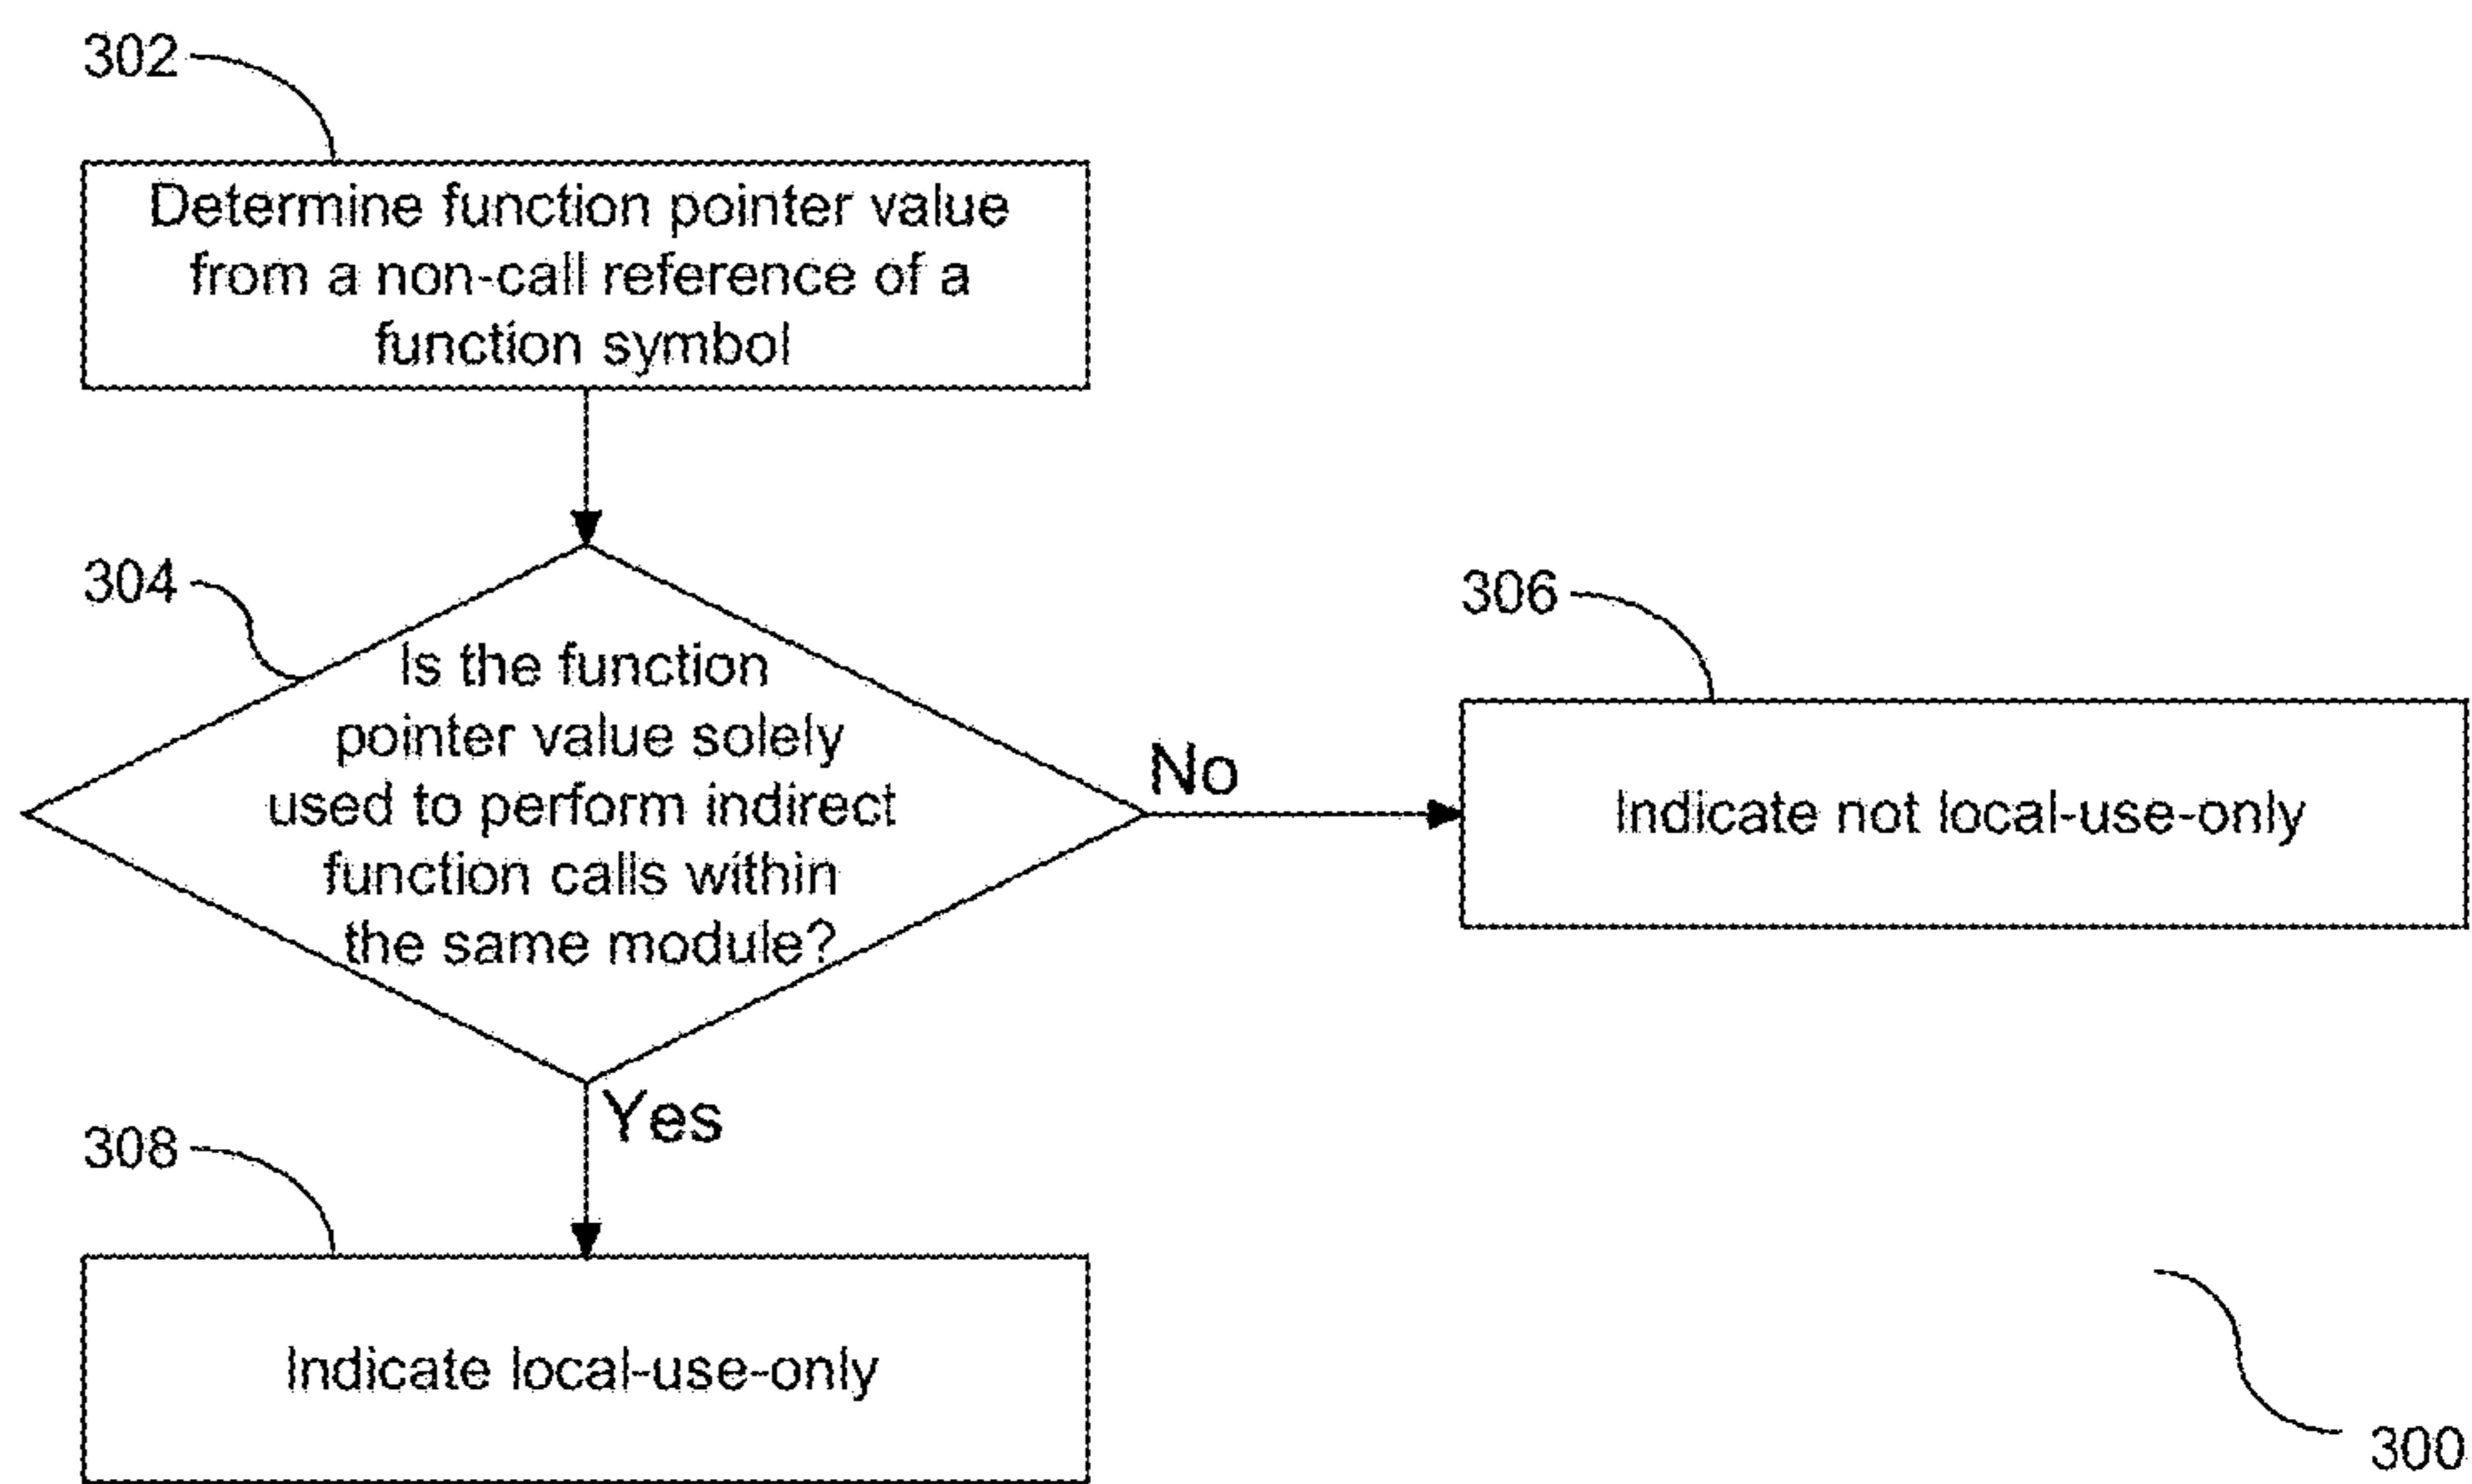 302
Determine function pointer value
from a non-call reference of a
function symbol
304
Is the function
pointer value solely
used to perform indirect
function calls within
the same module?
No
306
Indicate not local-use-only
Yes
308
Indicate local-use-only
300